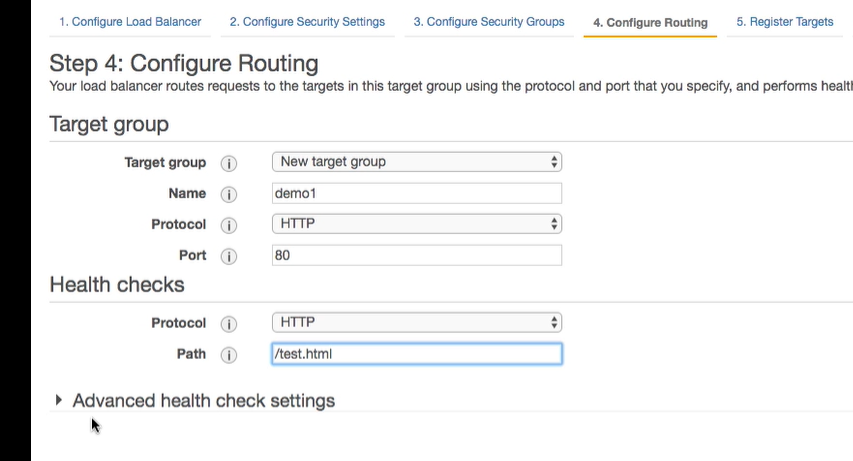 1. Configure Load Balancer 2. Configure Security Settings 3. Configure Security Groups 4. Configure Routing 5. Register Targets
Step 4: Configure Routing
Your load balancer routes requests to the targets in this target group using the protocol and port that you specify, and performs healt
Target group
Target group i New target group
Name i demo1
Protocol i HTTP
Port i 80
Health checks
Protocol i HTTP
Path i /test.html
Advanced health check settings